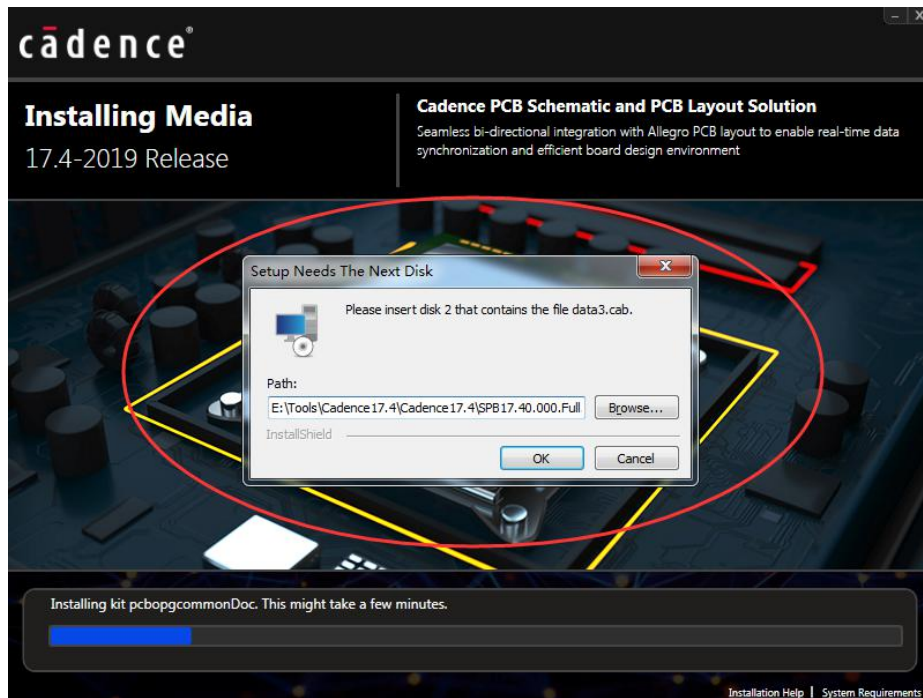 cādence®
Installing Media
17.4-2019 Release
Cadence PCB Schematic and PCB Layout Solution
Seamless bi-directional integration with Allegro PCB layout to enable real-time data
synchronization and efficient board design environment
Setup Needs The Next Disk
Please insert disk 2 that contains the file data3.cab.
Path:
E:\Tools\Cadence17.4\Cadence17.4\SPB17.40.000.Full
Browse...
InstallShield
OK
Cancel
Installing kit pcbopgcommonDoc. This might take a few minutes.
Installation Help | System Requirements